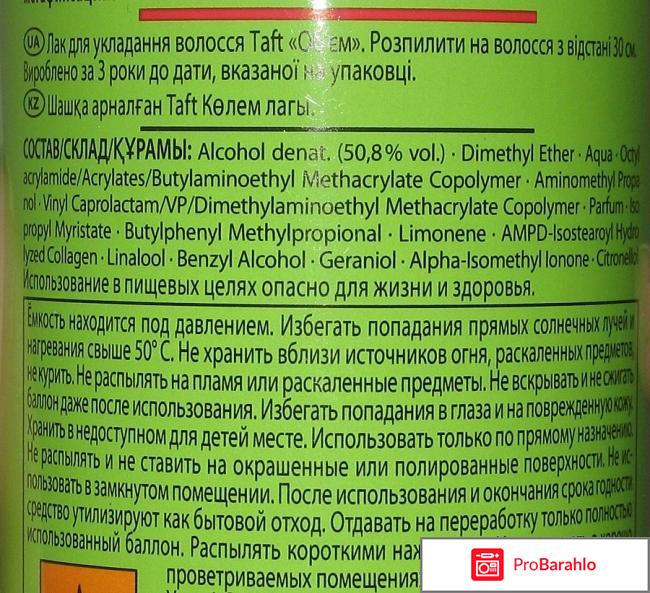 (UA) Лак для укладання волосся Taft «Об'єм». Розпилити на волосся з відстані 30 см.
Вироблено за 3 роки до дати, вказаної на упаковці.
(KZ) Шашқа арналған Taft Көлем лагы.
СОСТАВ/СКЛАД/ҚҰРАМЫ: Alcohol denat. (50,8% vol.) · Dimethyl Ether · Aqua · Octyl
acrylamide/Acrylates/Butylaminoethyl Methacrylate Copolymer · Aminomethyl Propa
nol · Vinyl Caprolactam/VP/Dimethylaminoethyl Methacrylate Copolymer · Parfum · Iso
propyl Myristate · Butylphenyl Methylpropional · Limonene · AMPD-Isostearoyl Hydro
lyzed Collagen · Linalool · Benzyl Alcohol · Geraniol · Alpha-Isomethyl Ionone · Citronellol
Использование в пищевых целях опасно для жизни и здоровья.
Ёмкость находится под давлением. Избегать попадания прямых солнечных лучей и
нагревания свыше 50° С. Не хранить вблизи источников огня, раскаленных предметов,
не курить. Не распылять на пламя или раскаленные предметы. Не вскрывать и не сжигать
баллон даже после использования. Избегать попадания в глаза и на поврежденную кожу.
Хранить в недоступном для детей месте. Использовать только по прямому назначению.
Не распылять и не ставить на окрашенные или полированные поверхности. Не ис-
пользовать в замкнутом помещении. После использования и окончания срока годности
средство утилизируют как бытовой отход. Отдавать на переработку только полностью
использованный баллон. Распылять короткими наж
проветриваемых помещения
ProBarahlo